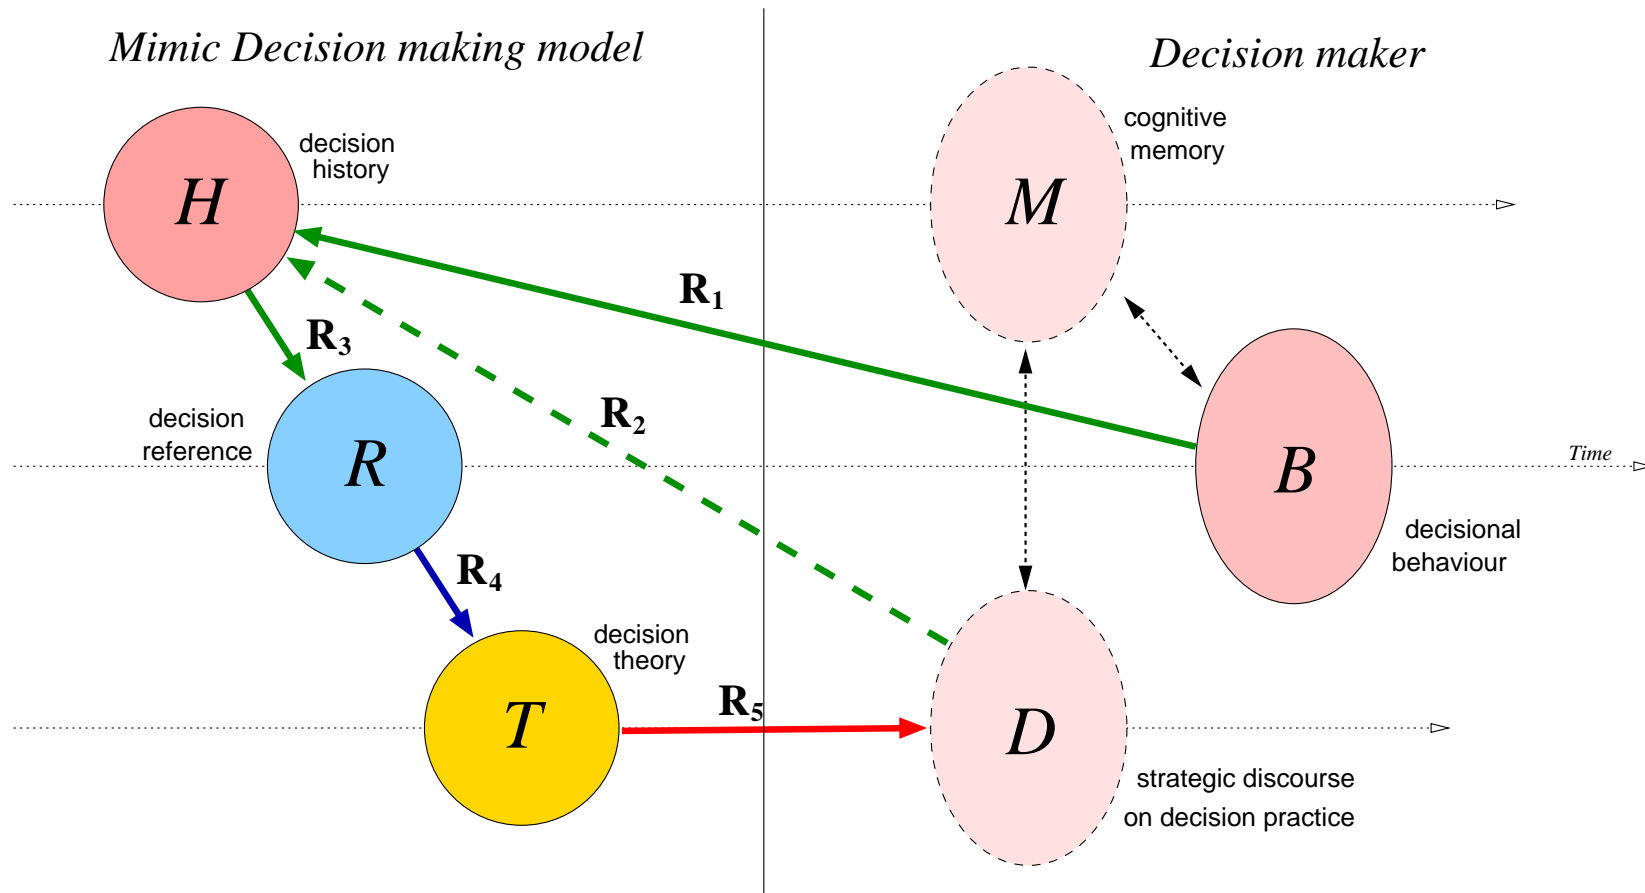 Mimic Decision making model
Decision maker
decision
history
H
cognitive
memory
M
R1
R3
decision
reference
R
R2
B
Time
decisional
behaviour
R4
decision
theory
T
R5
D
strategic discourse
on decision practice